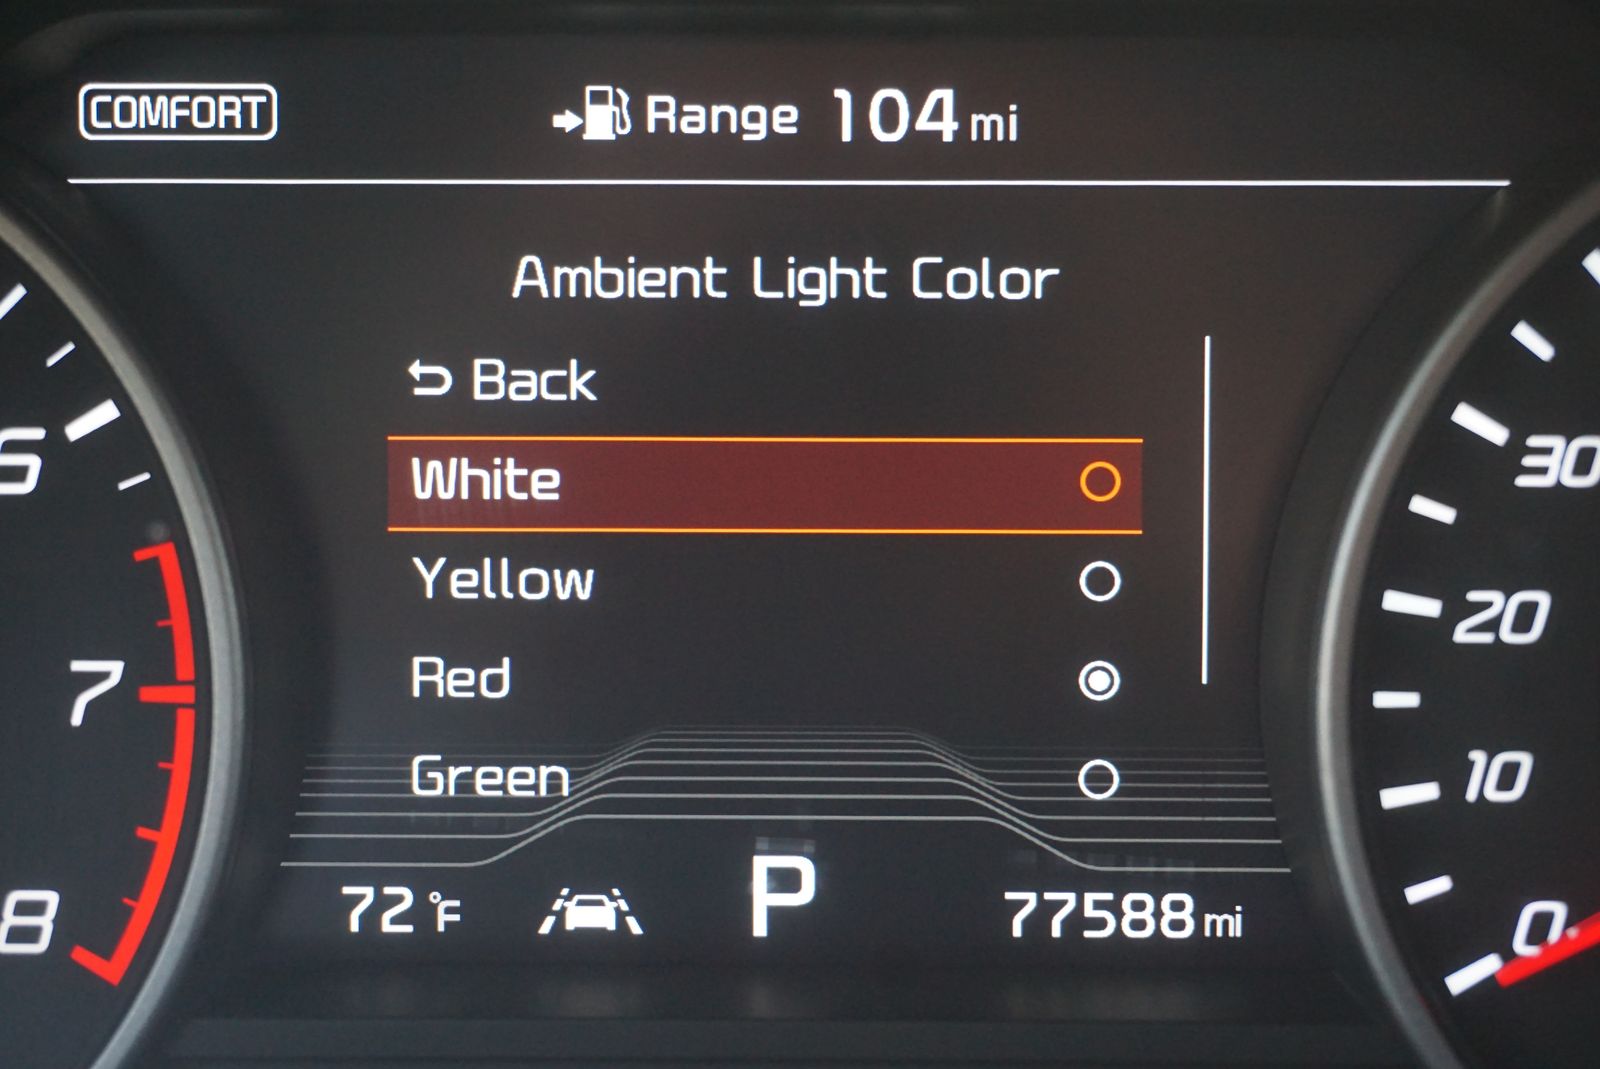 COMFORT
Range 104 mi
Ambient Light Color
Back
White
Yellow
Red
Green
6
7
8
30
20
10
0
72 °F
P
77588 mi